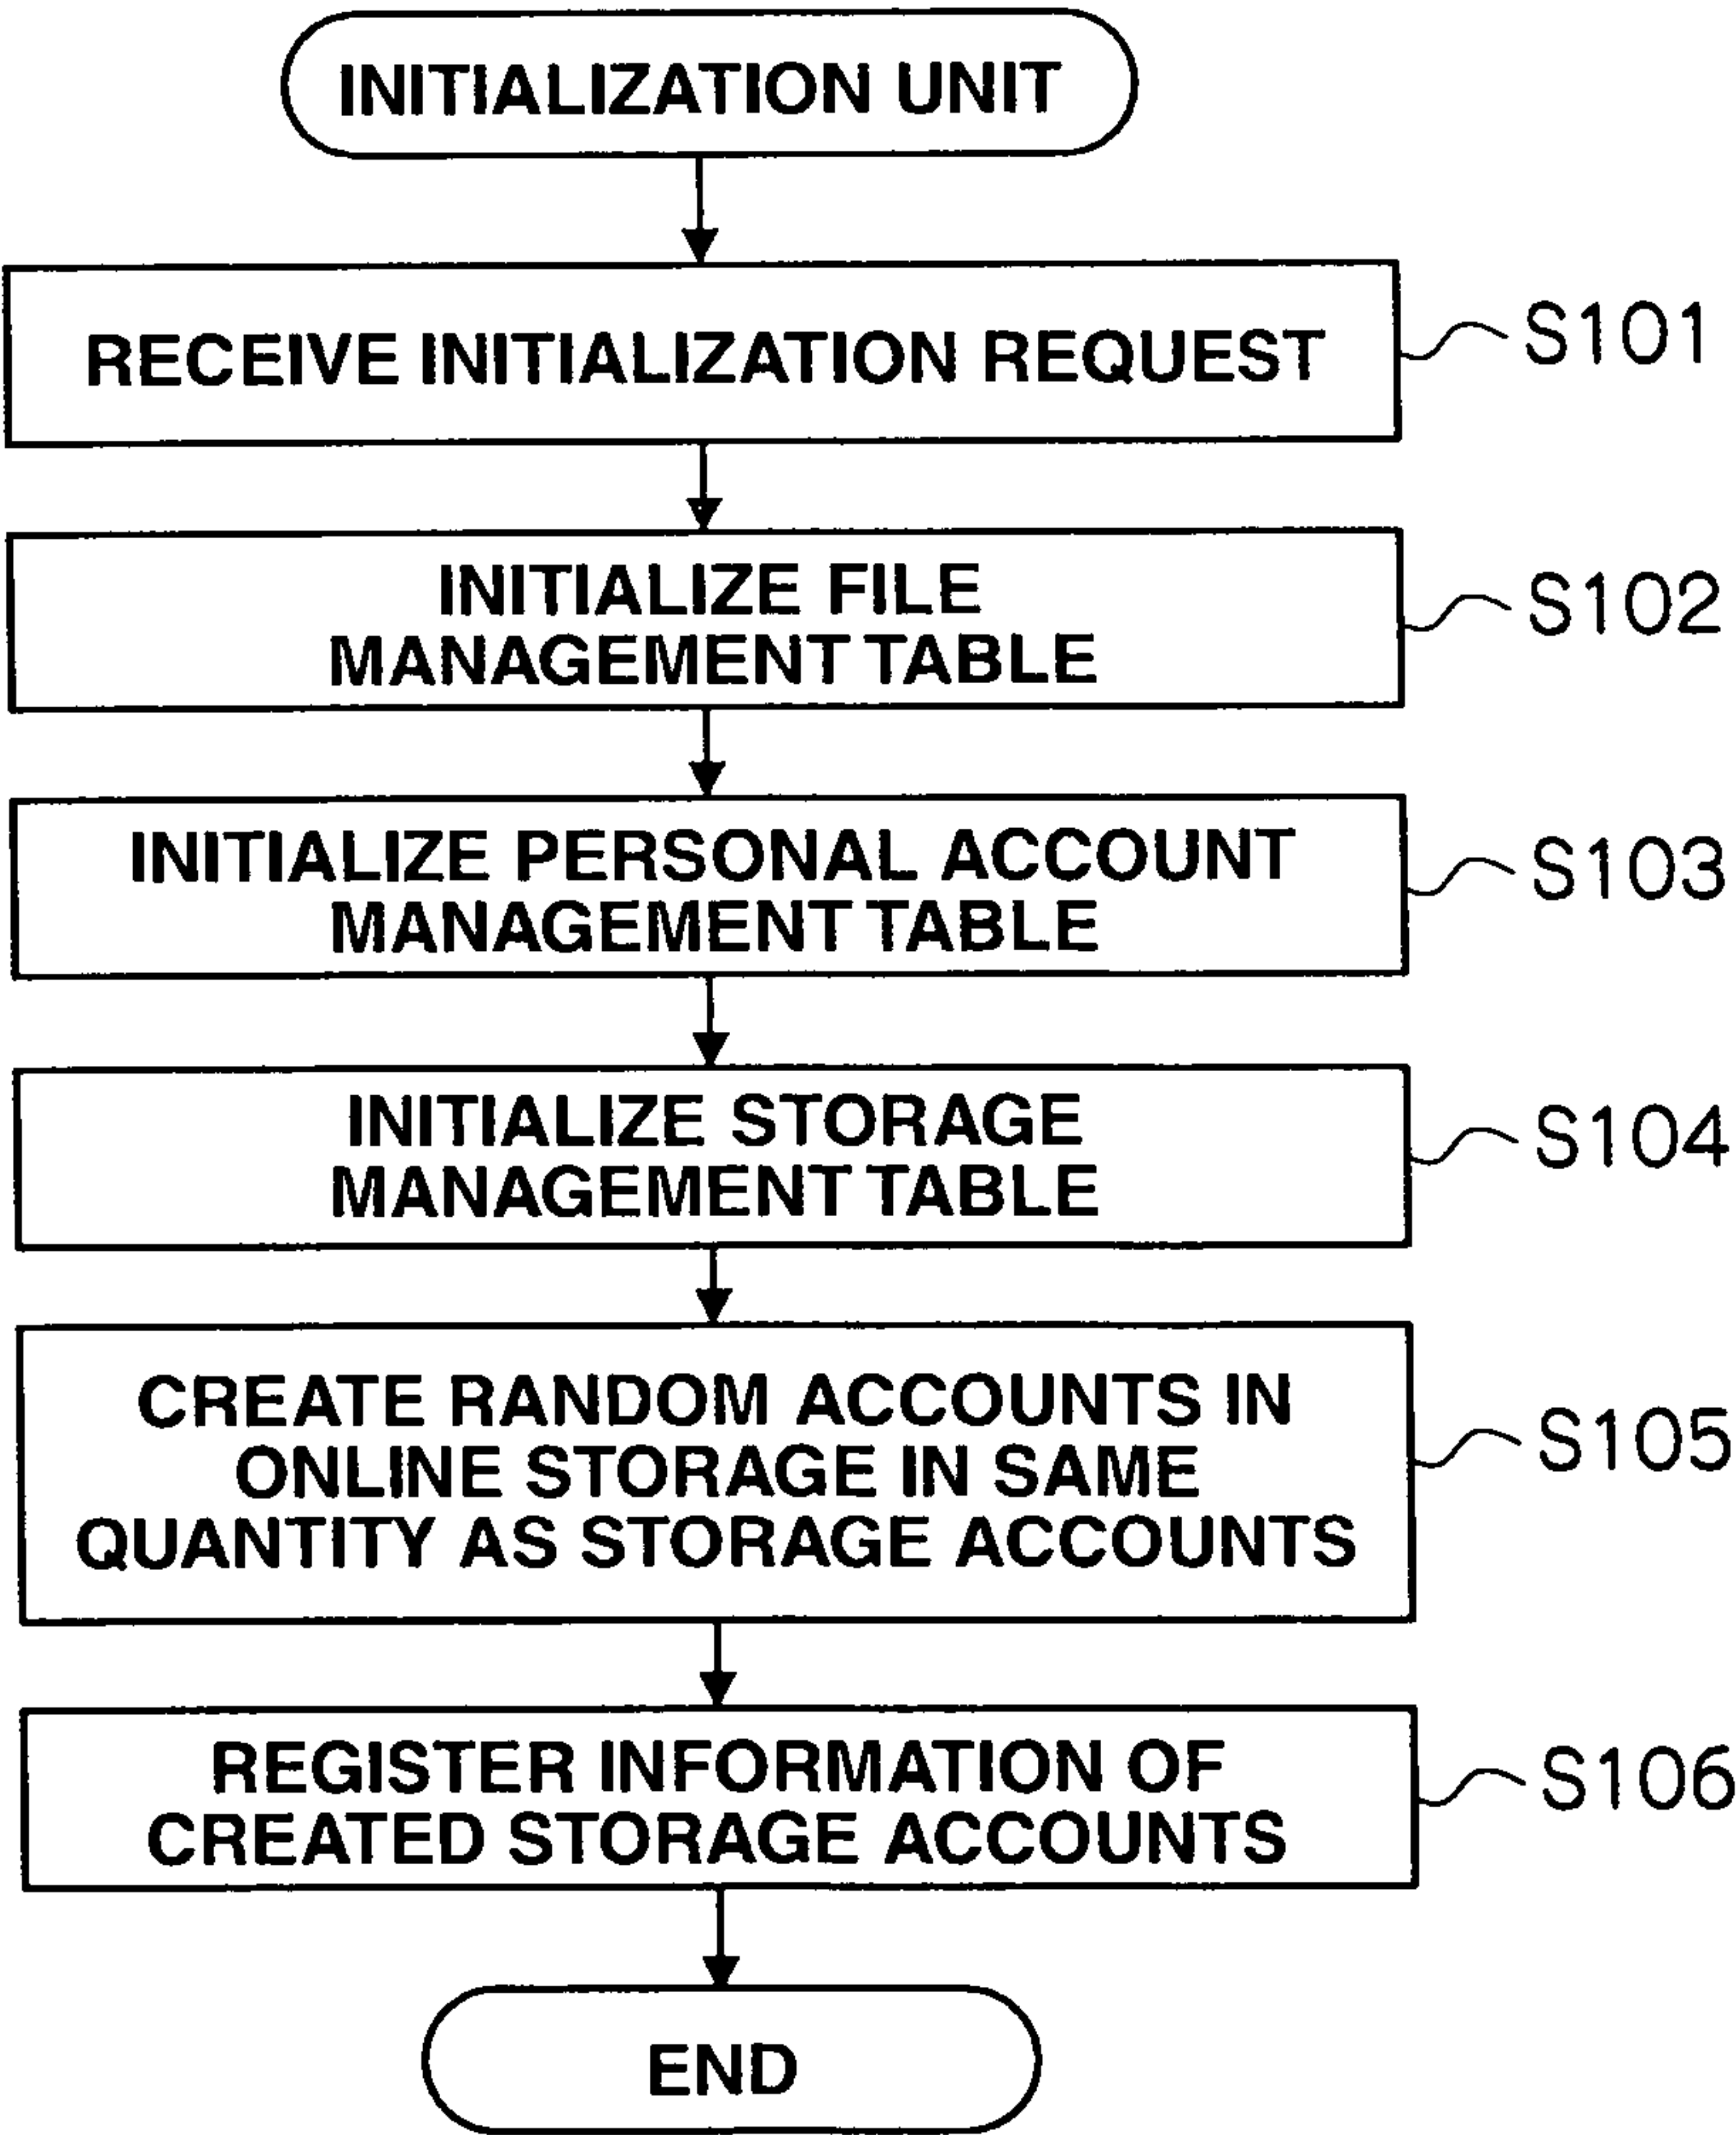 INITIALIZATION UNIT
RECEIVE INITIALIZATION REQUEST
S101
INITIALIZE FILE
MANAGEMENT TABLE
S102
INITIALIZE PERSONAL ACCOUNT
MANAGEMENT TABLE
S103
INITIALIZE STORAGE
MANAGEMENT TABLE
S104
CREATE RANDOM ACCOUNTS IN
ONLINE STORAGE IN SAME
QUANTITY AS STORAGE ACCOUNTS
S105
REGISTER INFORMATION OF
CREATED STORAGE ACCOUNTS
S106
END